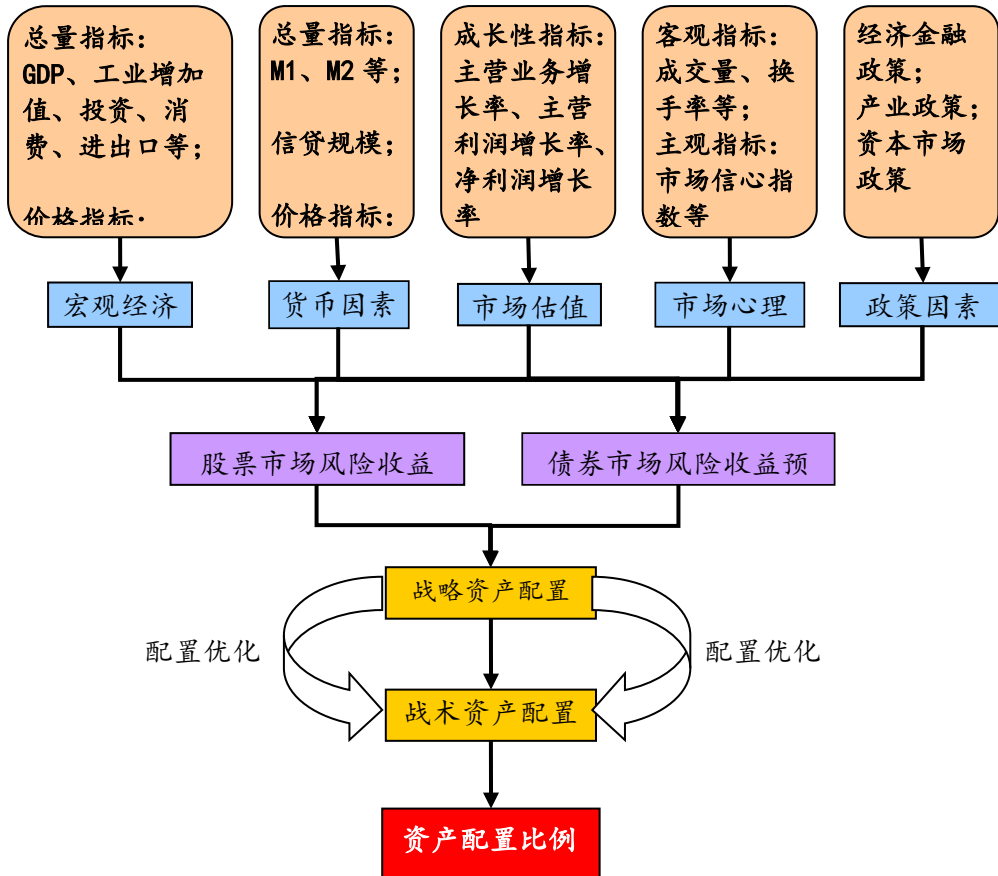 总量指标：
GDP、工业增加
值、投资、消
费、进出口等；
价格指标：
总量指标：
M1、M2 等；
信贷规模；
价格指标：
成长性指标：
主营业务增
长率、主营
利润增长率、
净利润增长
率
客观指标：
成交量、换
手率等；
主观指标：
市场信心指
数等
经济金融
政策；
产业政策；
资本市场
政策
宏观经济
货币因素
市场估值
市场心理
政策因素
股票市场风险收益
债券市场风险收益预
战略资产配置
配置优化
配置优化
战术资产配置
资产配置比例